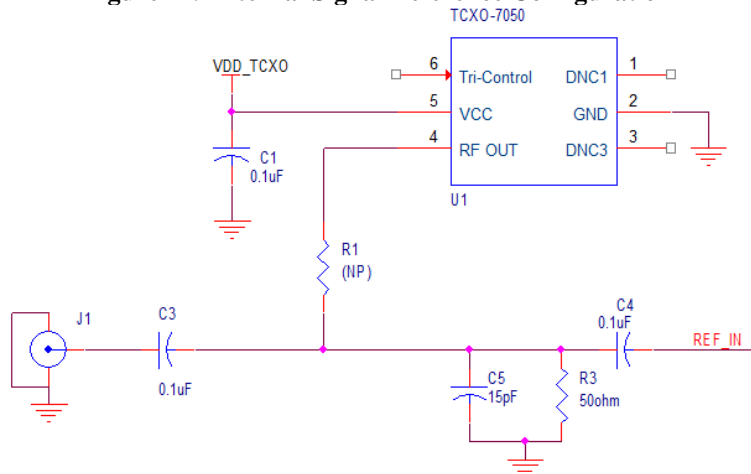 TCXO-7050
VDD_TCXO
6 Tri-Control DNC1 1
5 VCC GND 2
4 RF OUT DNC3 3
C1
0.1uF
U1
R1
(NP)
J1
C3
0.1uF
C4
0.1uF
REF_IN
C5
15pF
R3
50ohm